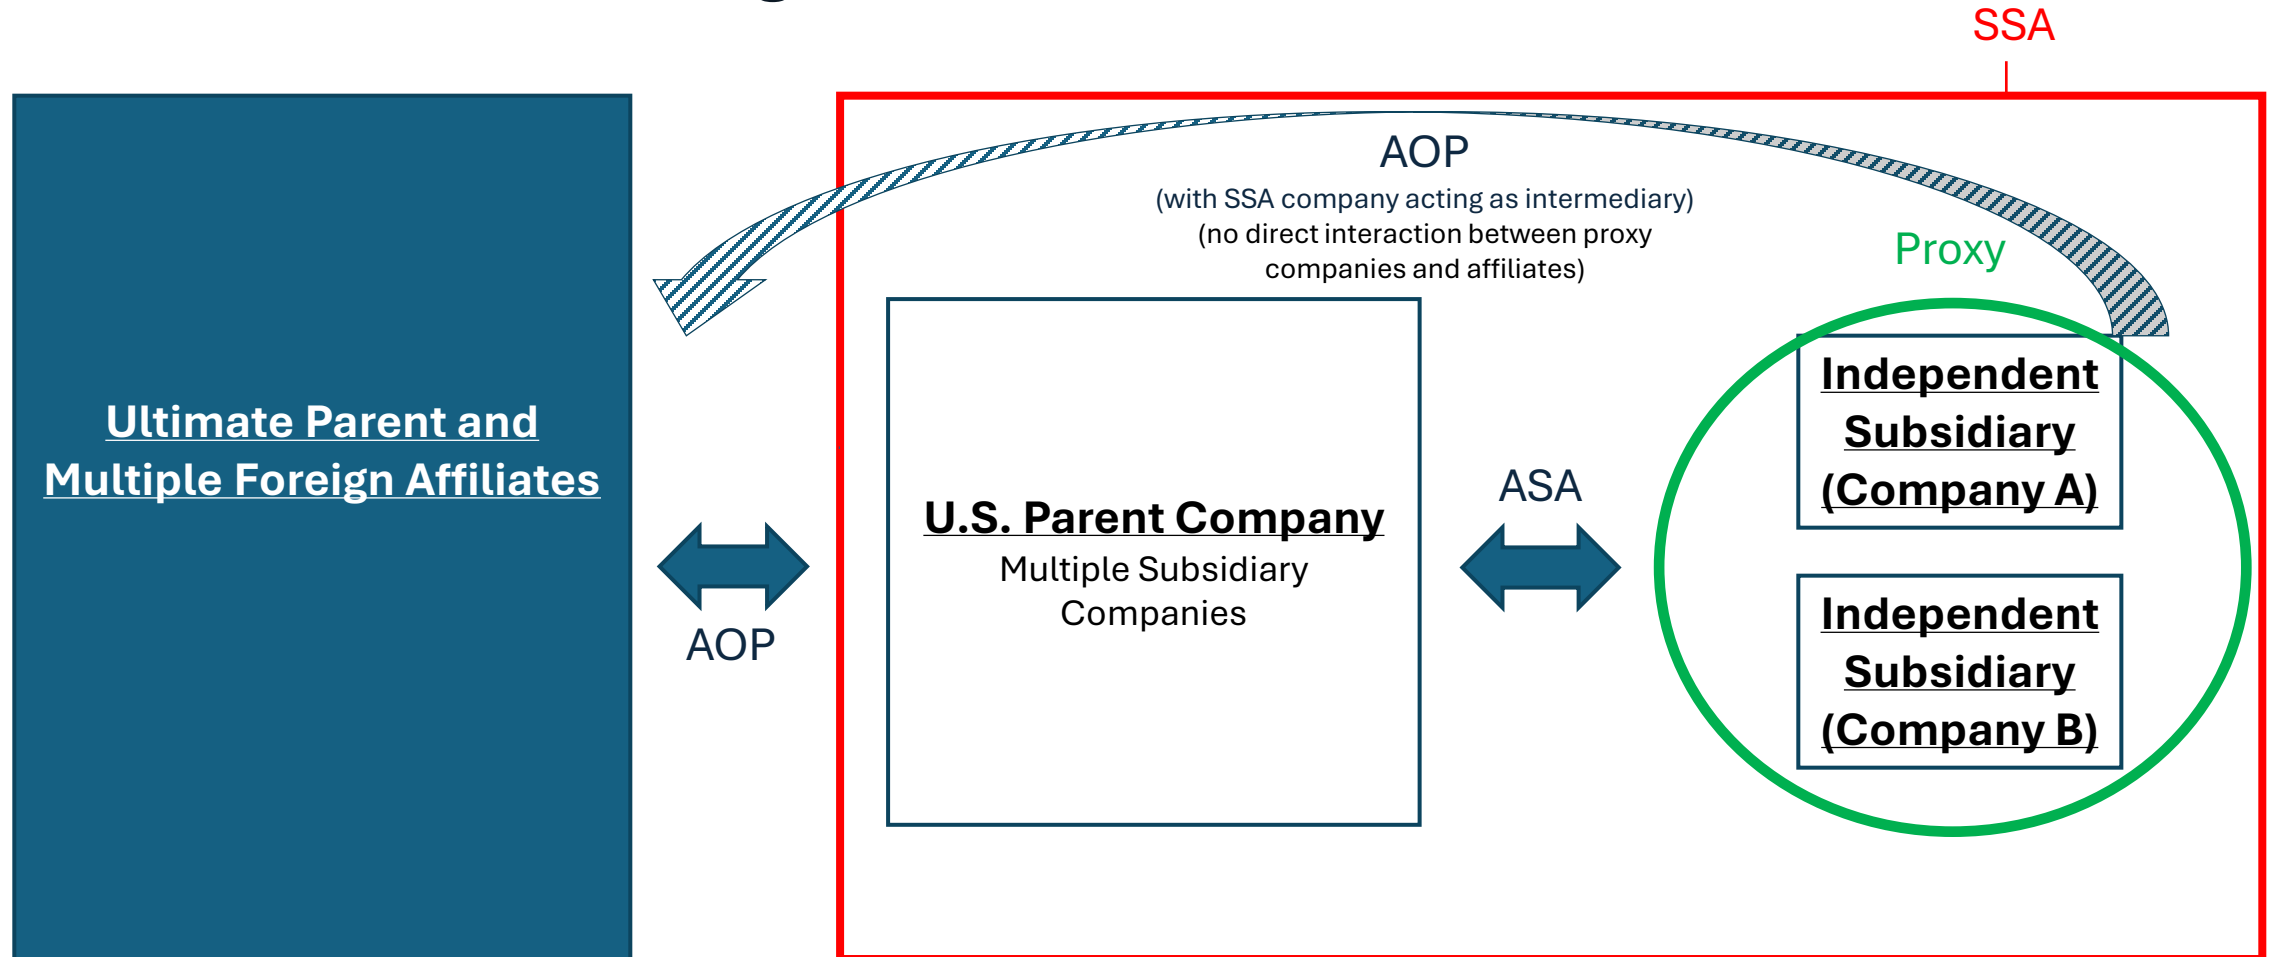 SSA
AOP
(with SSA company acting as intermediary)
(no direct interaction between proxy
companies and affiliates)
Proxy
Ultimate Parent and
Multiple Foreign Affiliates
AOP
U.S. Parent Company
Multiple Subsidiary
Companies
ASA
Independent
Subsidiary
(Company A)
Independent
Subsidiary
(Company B)